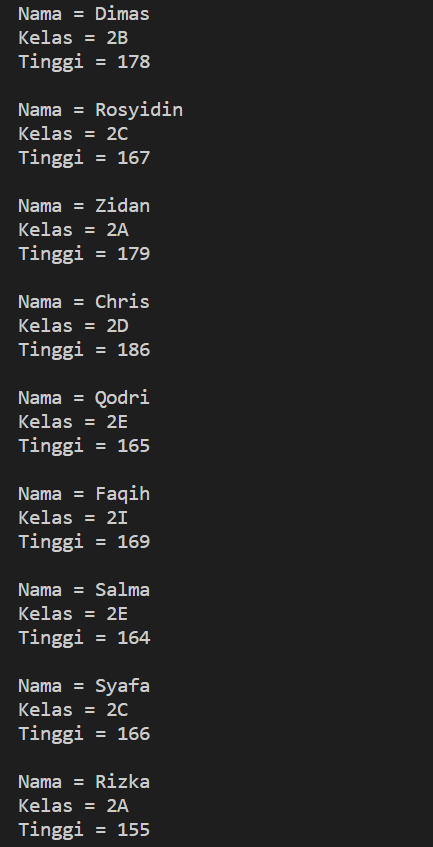 Nama = Dimas
Kelas = 2B
Tinggi = 178

Nama = Rosyidin
Kelas = 2C
Tinggi = 167

Nama = Zidan
Kelas = 2A
Tinggi = 179

Nama = Chris
Kelas = 2D
Tinggi = 186

Nama = Qodri
Kelas = 2E
Tinggi = 165

Nama = Faqih
Kelas = 2I
Tinggi = 169

Nama = Salma
Kelas = 2E
Tinggi = 164

Nama = Syafa
Kelas = 2C
Tinggi = 166

Nama = Rizka
Kelas = 2A
Tinggi = 155